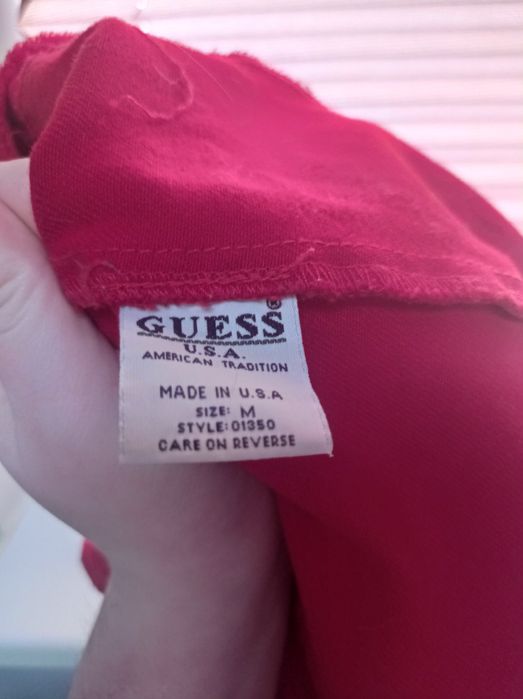 GUESS®
U.S.A.
AMERICAN TRADITION
MADE IN U.S.A
SIZE: M
STYLE: 01350
CARE ON REVERSE